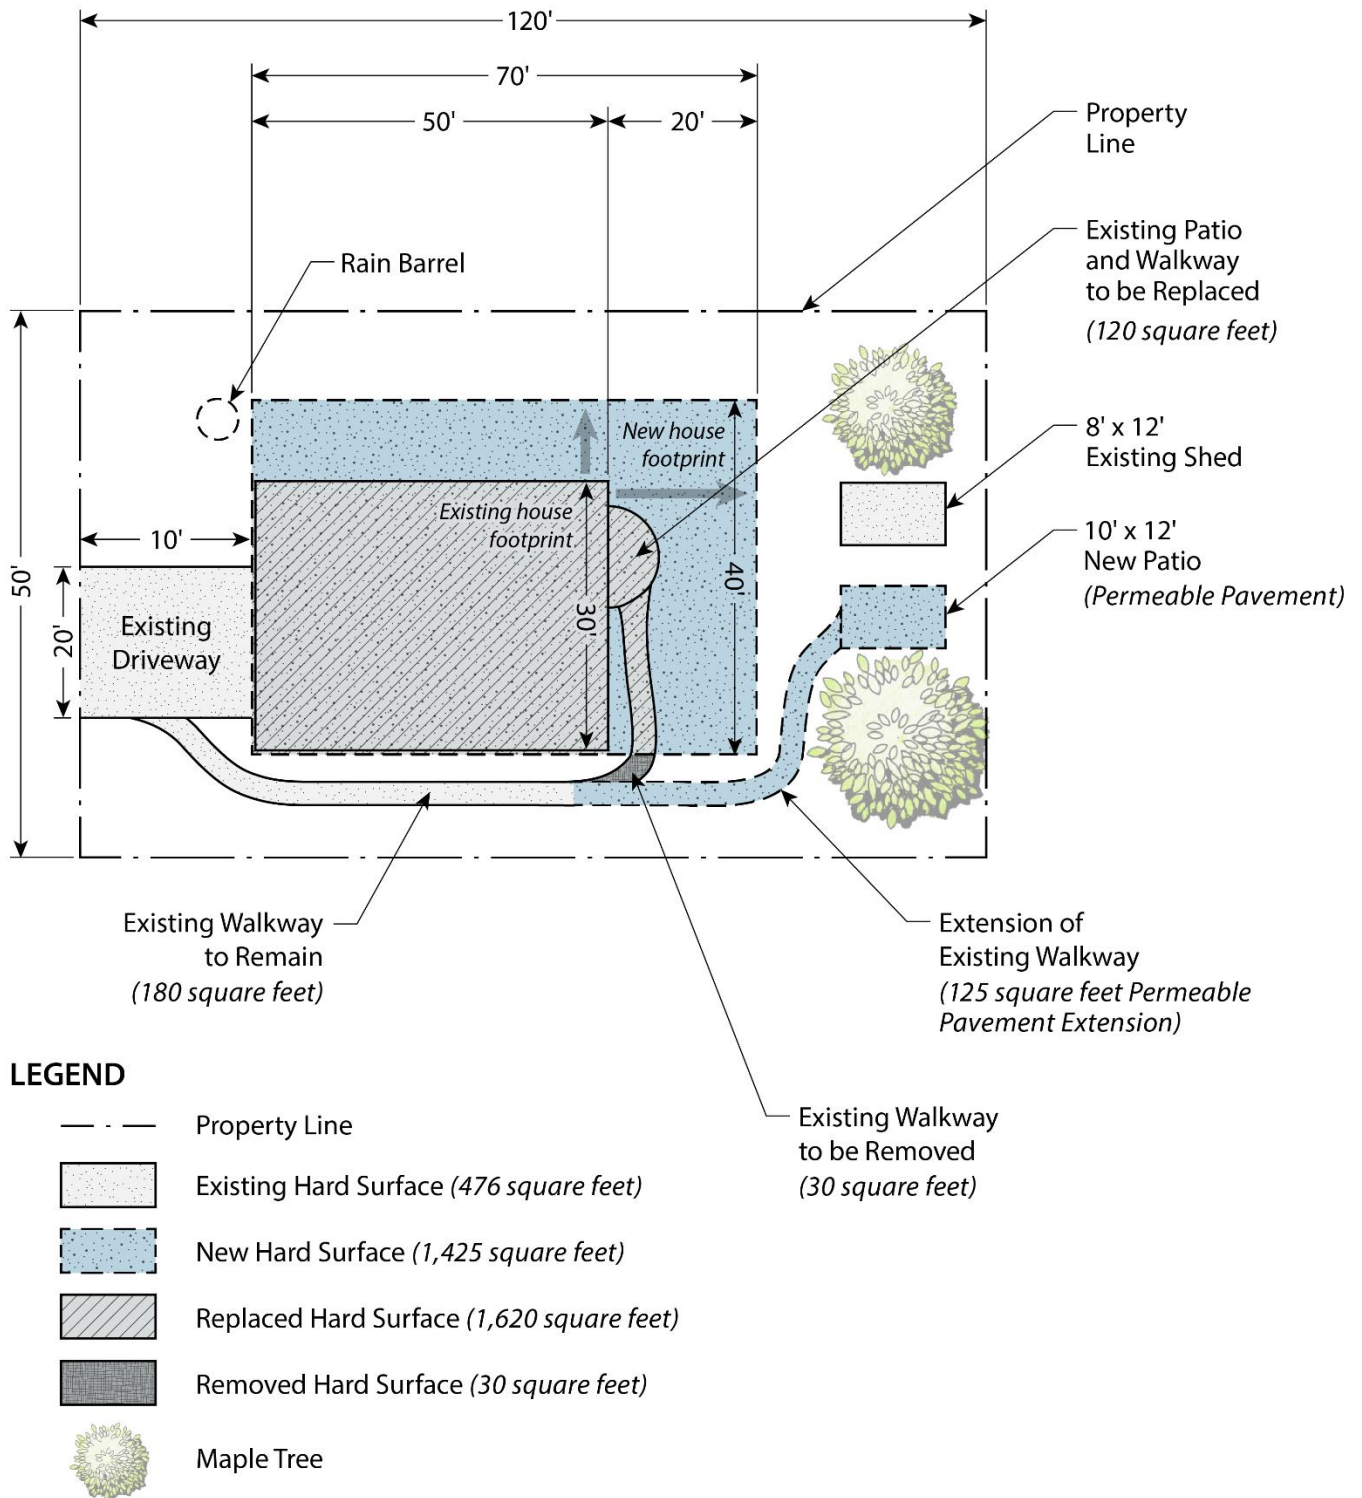 120'
70'
50'
20'
Property
Line
Existing Patio
and Walkway
to be Replaced
(120 square feet)
Rain Barrel
New house
footprint
8' x 12'
Existing Shed
Existing house
footprint
10'
10' x 12'
New Patio
(Permeable Pavement)
50'
20'
Existing
Driveway
30'
40'
Existing Walkway
to Remain
(180 square feet)
Extension of
Existing Walkway
(125 square feet Permeable
Pavement Extension)
Existing Walkway
to be Removed
(30 square feet)
LEGEND
Property Line
Existing Hard Surface (476 square feet)
New Hard Surface (1,425 square feet)
Replaced Hard Surface (1,620 square feet)
Removed Hard Surface (30 square feet)
Maple Tree